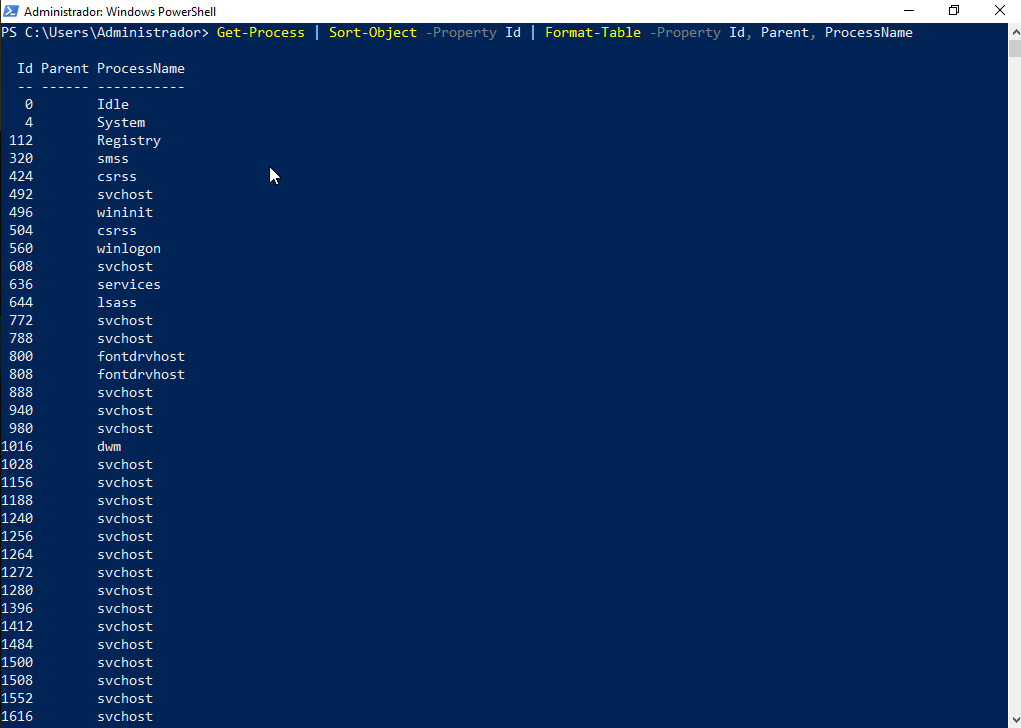 Administrador: Windows PowerShell
PS C:\Users\Administrador> Get-Process | Sort-Object -Property Id | Format-Table -Property Id, Parent, ProcessName
Id Parent ProcessName
-- ------ -----------
0 Idle
4 System
112 Registry
320 smss
424 csrss
492 svchost
496 wininit
504 csrss
560 winlogon
608 svchost
636 services
644 lsass
772 svchost
788 svchost
800 fontdrvhost
808 fontdrvhost
888 svchost
940 svchost
980 svchost
1016 dwm
1028 svchost
1156 svchost
1188 svchost
1240 svchost
1256 svchost
1264 svchost
1272 svchost
1280 svchost
1396 svchost
1412 svchost
1484 svchost
1500 svchost
1508 svchost
1552 svchost
1616 svchost